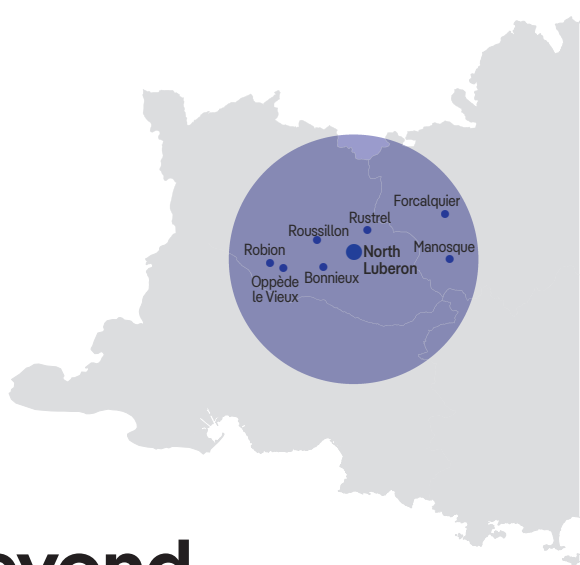 Forcalquier
Rustrel
Roussillon
Manosque
Robion
North
Luberon
Bonnieux
Oppède
le Vieux